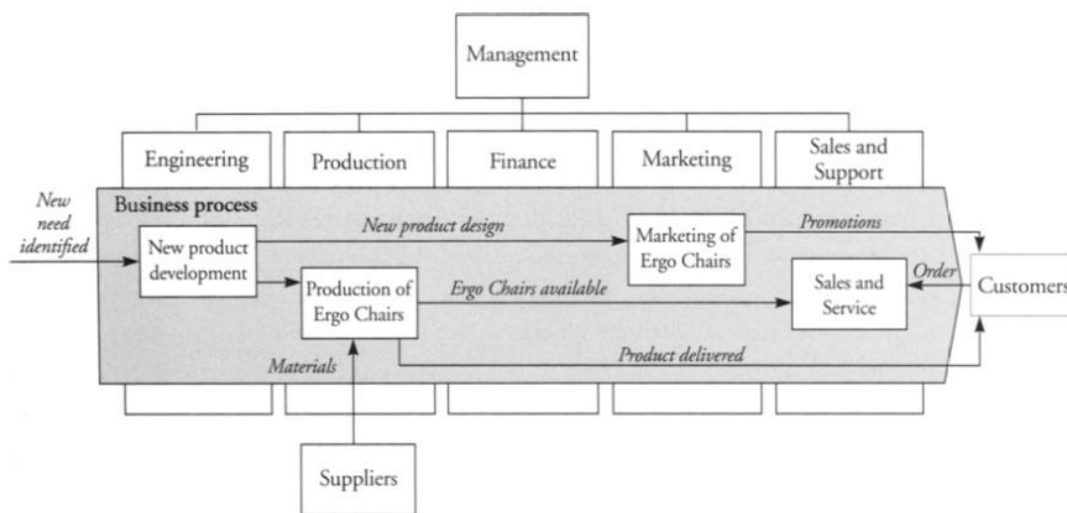 Management
Engineering
Production
Finance
Marketing
Sales and
Support
New
need
identified
Business process
New product
development
New product design
Marketing of
Ergo Chairs
Promotions
Production of
Ergo Chairs
Ergo Chairs available
Sales and
Service
Order
Customers
Materials
Product delivered
Suppliers